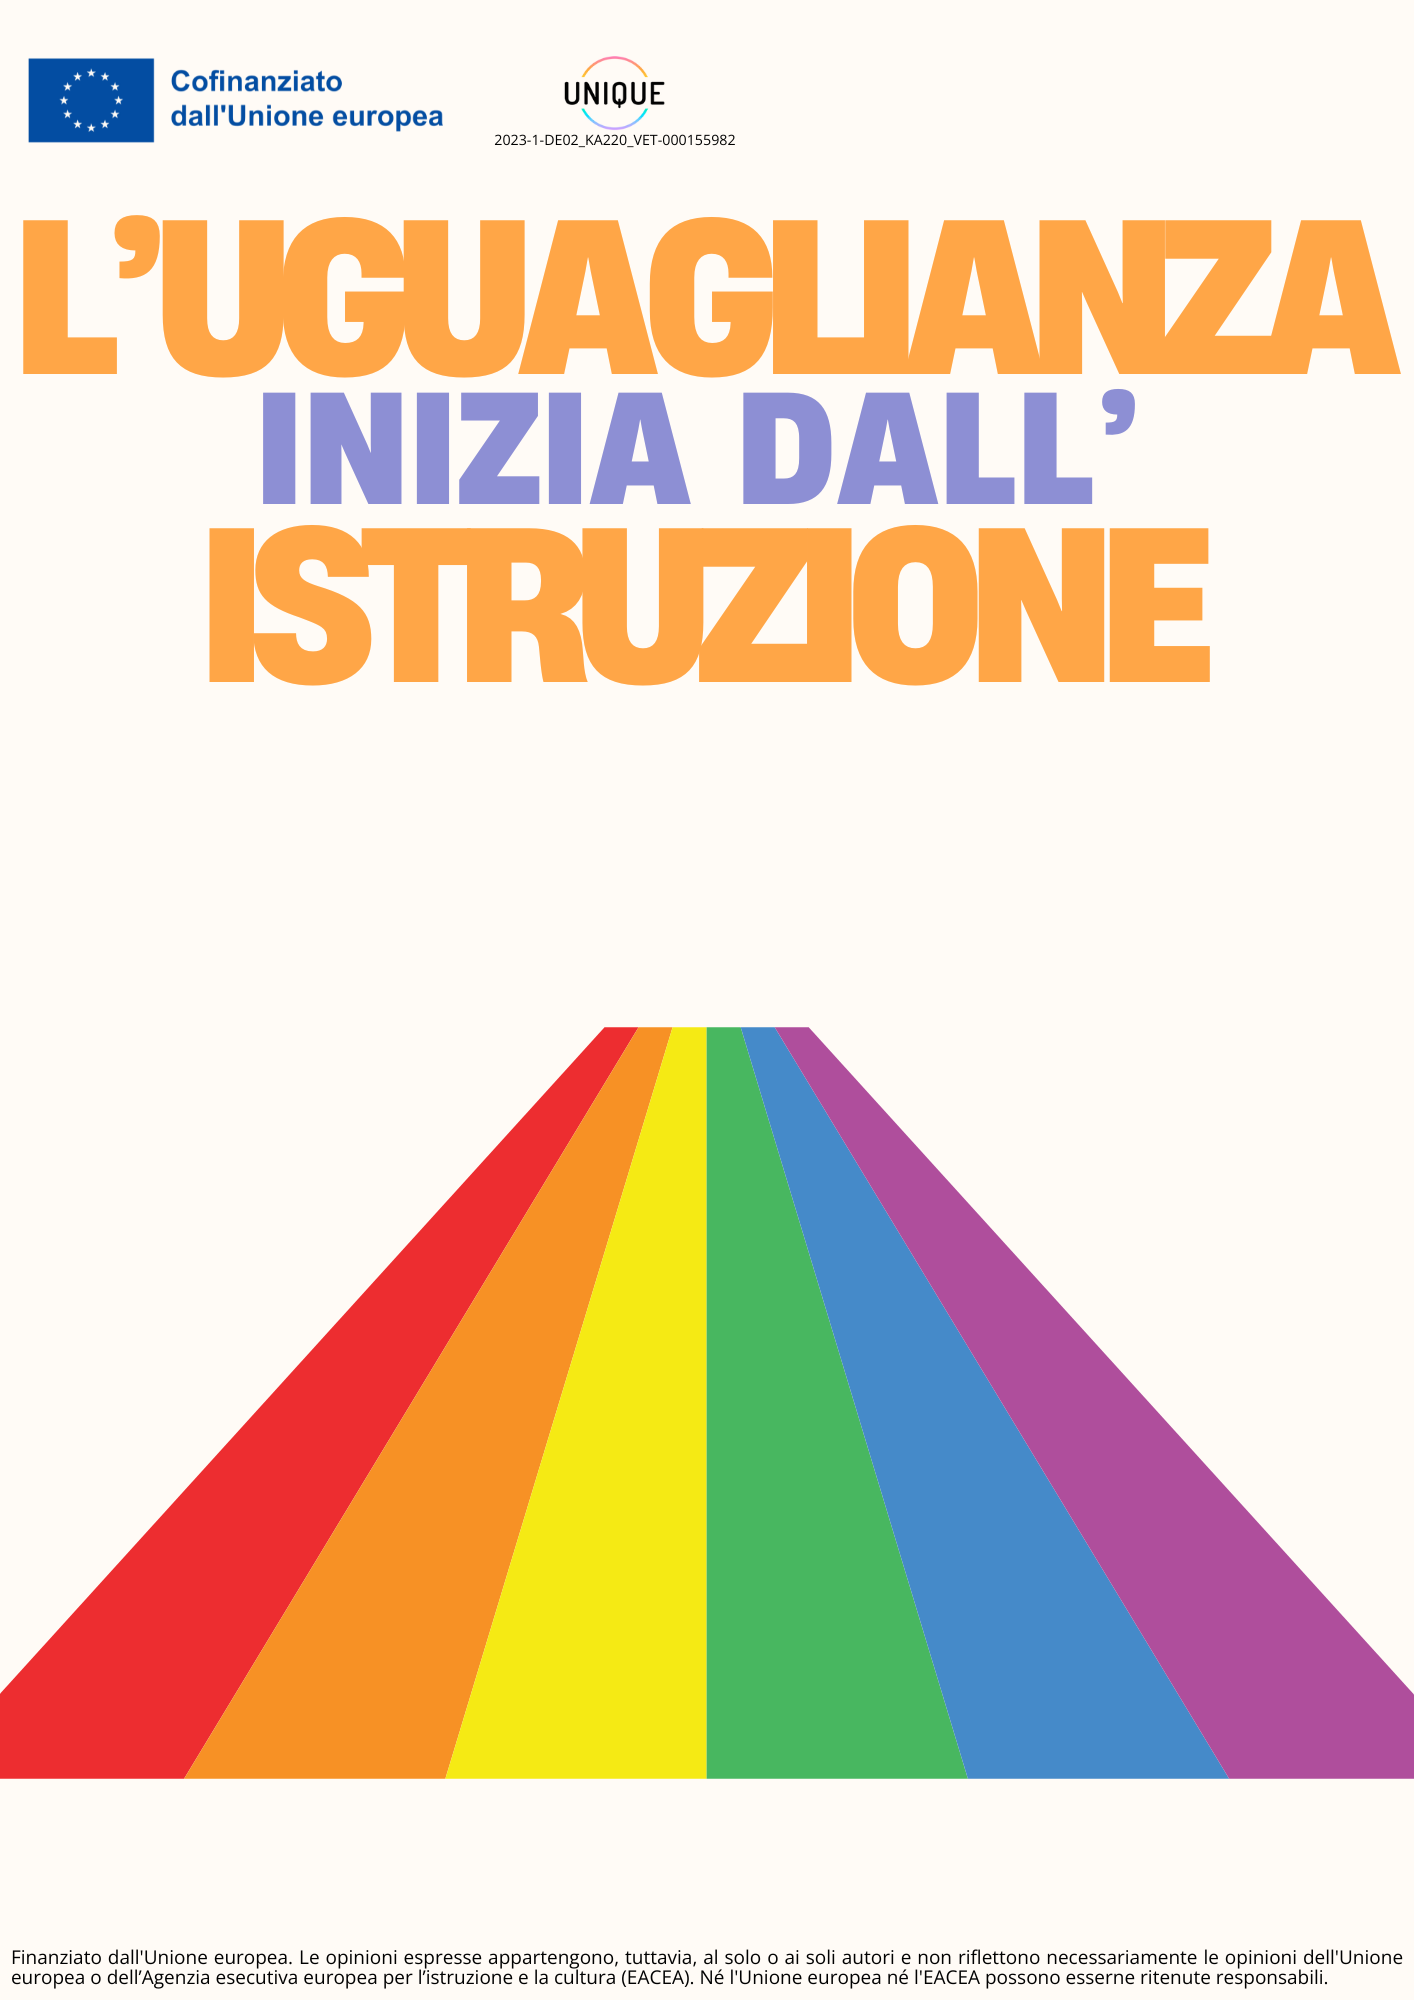 Cofinanziato
dall'Unione europea
UNIQUE
2023-1-DE02_KA220_VET-000155982
L’UGUAGLIANZA
INIZIA DALL’
ISTRUZIONE
Finanziato dall'Unione europea. Le opinioni espresse appartengono, tuttavia, al solo o ai soli autori e non riflettono necessariamente le opinioni dell'Unione
europea o dell’Agenzia esecutiva europea per l’istruzione e la cultura (EACEA). Né l'Unione europea né l'EACEA possono esserne ritenute responsabili.